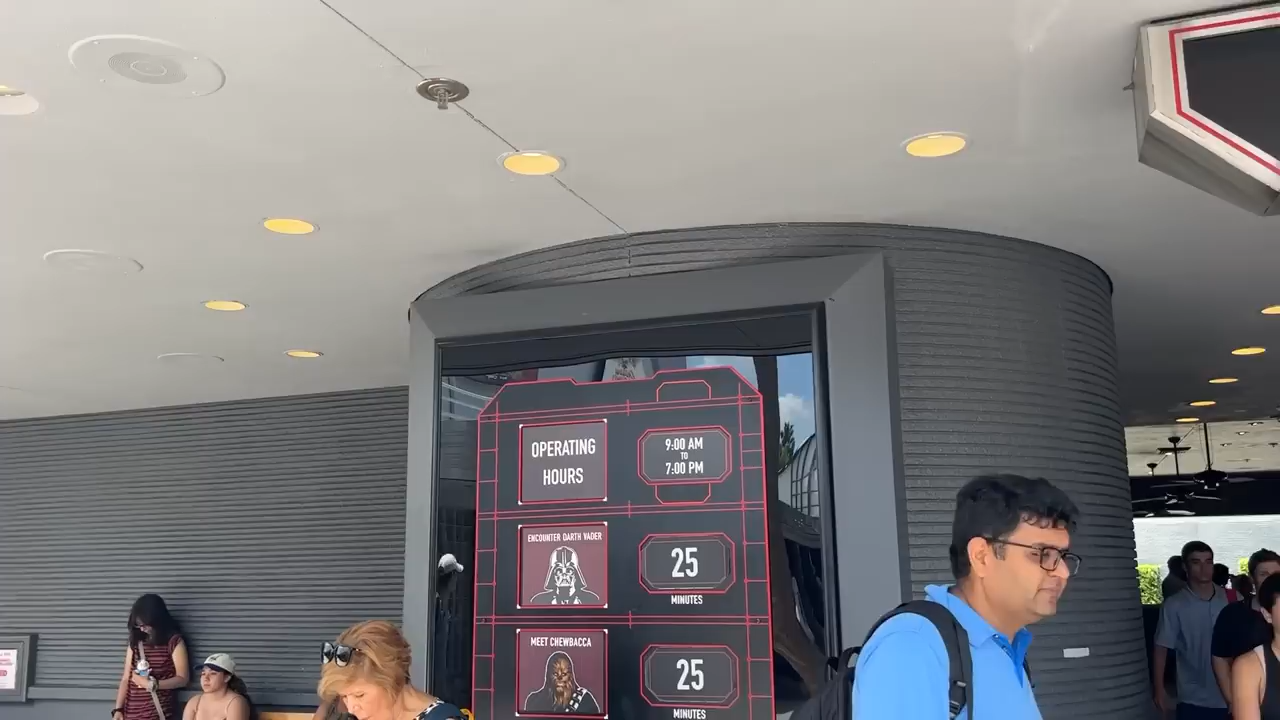 OPERATING
HOURS
9:00 AM
TO
7:00 PM
ENCOUNTER DARTH VADER
25
MINUTES
MEET CHEWBACCA
25
MINUTES